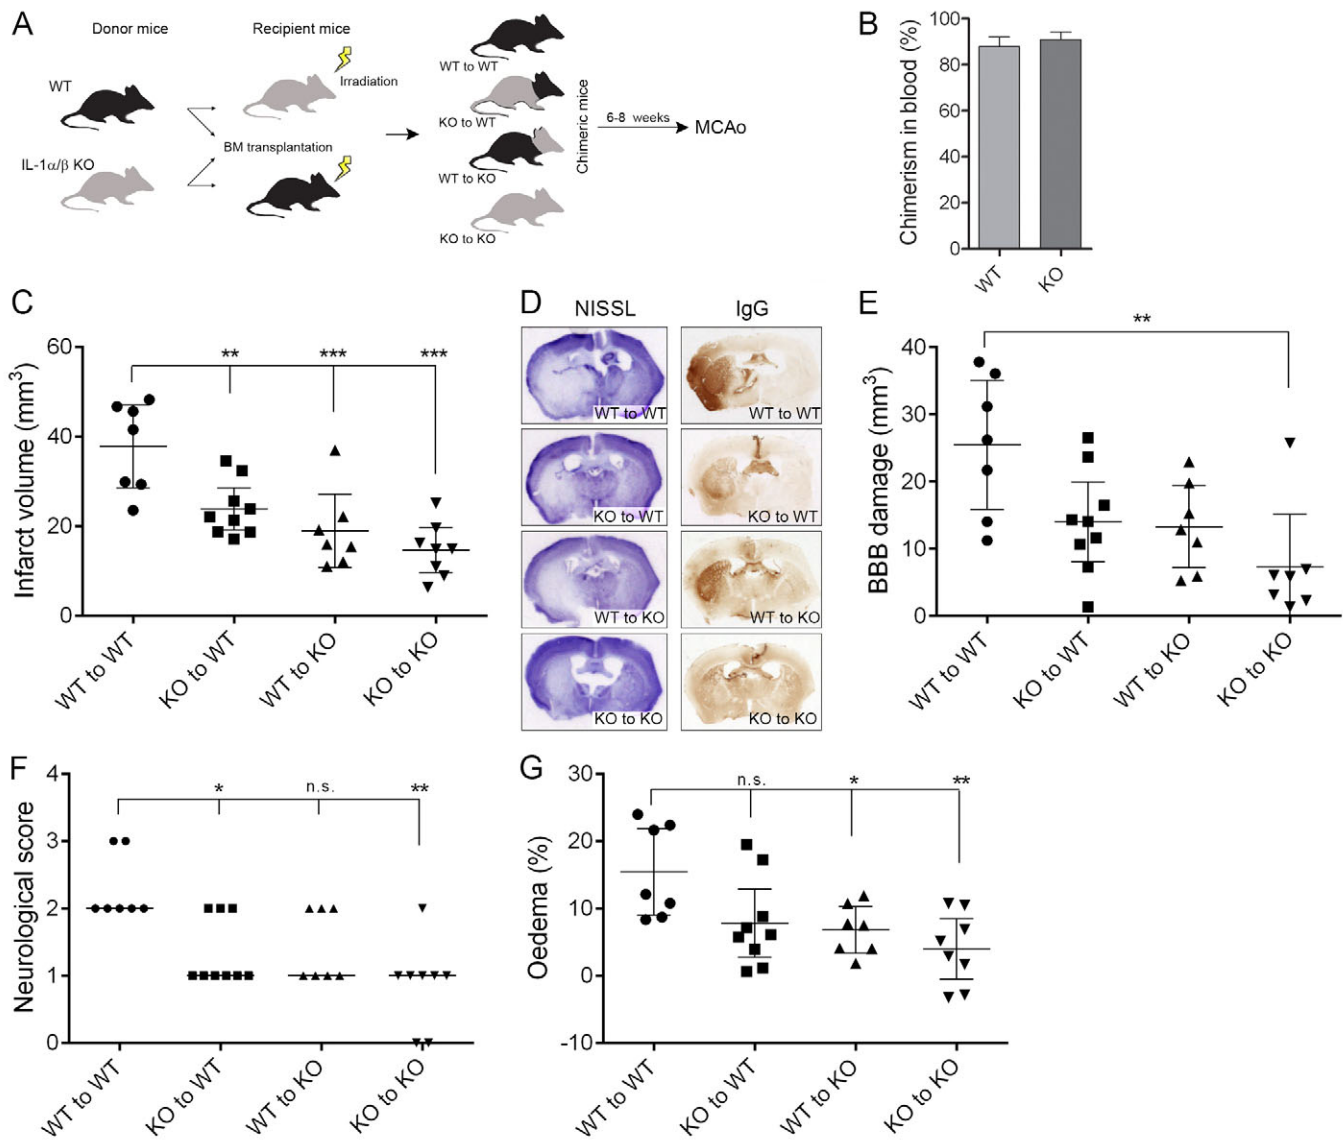 A
Donor mice
Recipient mice
WT
Irradiation
IL-1α/β KO
BM transplantation
WT to WT
KO to WT
WT to KO
KO to KO
Chimeric mice
6-8 weeks
MCAo
B
Chimerism in blood (%)
100
80
60
40
20
0
WT
KO
C
Infarct volume (mm³)
60
40
20
0
**
***
***
WT to WT
KO to WT
WT to KO
KO to KO
D
NISSL
IgG
WT to WT
WT to WT
KO to WT
KO to WT
WT to KO
WT to KO
KO to KO
KO to KO
E
BBB damage (mm³)
40
30
20
10
0
**
WT to WT
KO to WT
WT to KO
KO to KO
F
Neurological score
4
3
2
1
0
*
n.s.
**
WT to WT
KO to WT
WT to KO
KO to KO
G
Oedema (%)
30
20
10
0
-10
n.s.
*
**
WT to WT
KO to WT
WT to KO
KO to KO